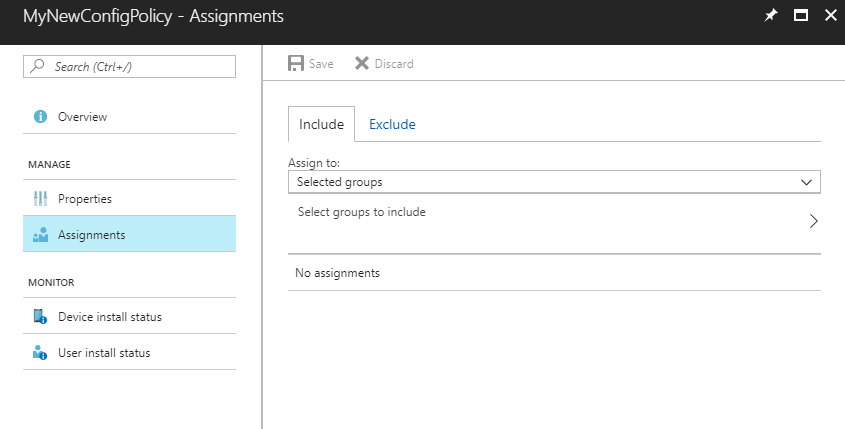 MyNewConfigPolicy - Assignments
Search (Ctrl+/)
Overview
MANAGE
Properties
Assignments
MONITOR
Device install status
User install status
Save
Discard
Include
Exclude
Assign to:
Selected groups
Select groups to include
No assignments